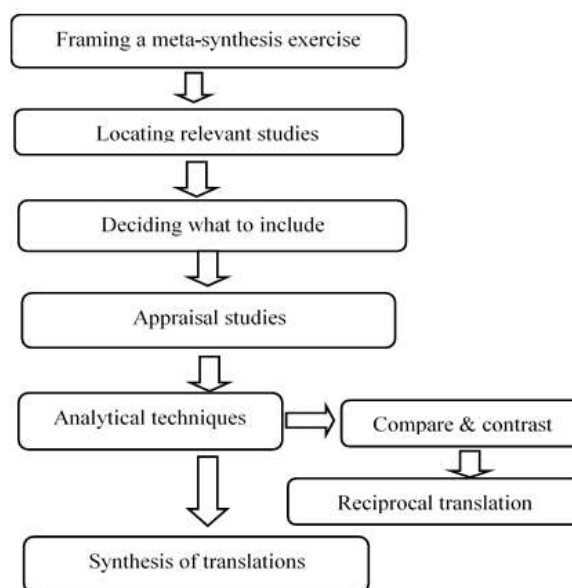 Framing a meta-synthesis exercise
Locating relevant studies
Deciding what to include
Appraisal studies
Analytical techniques
Compare & contrast
Reciprocal translation
Synthesis of translations